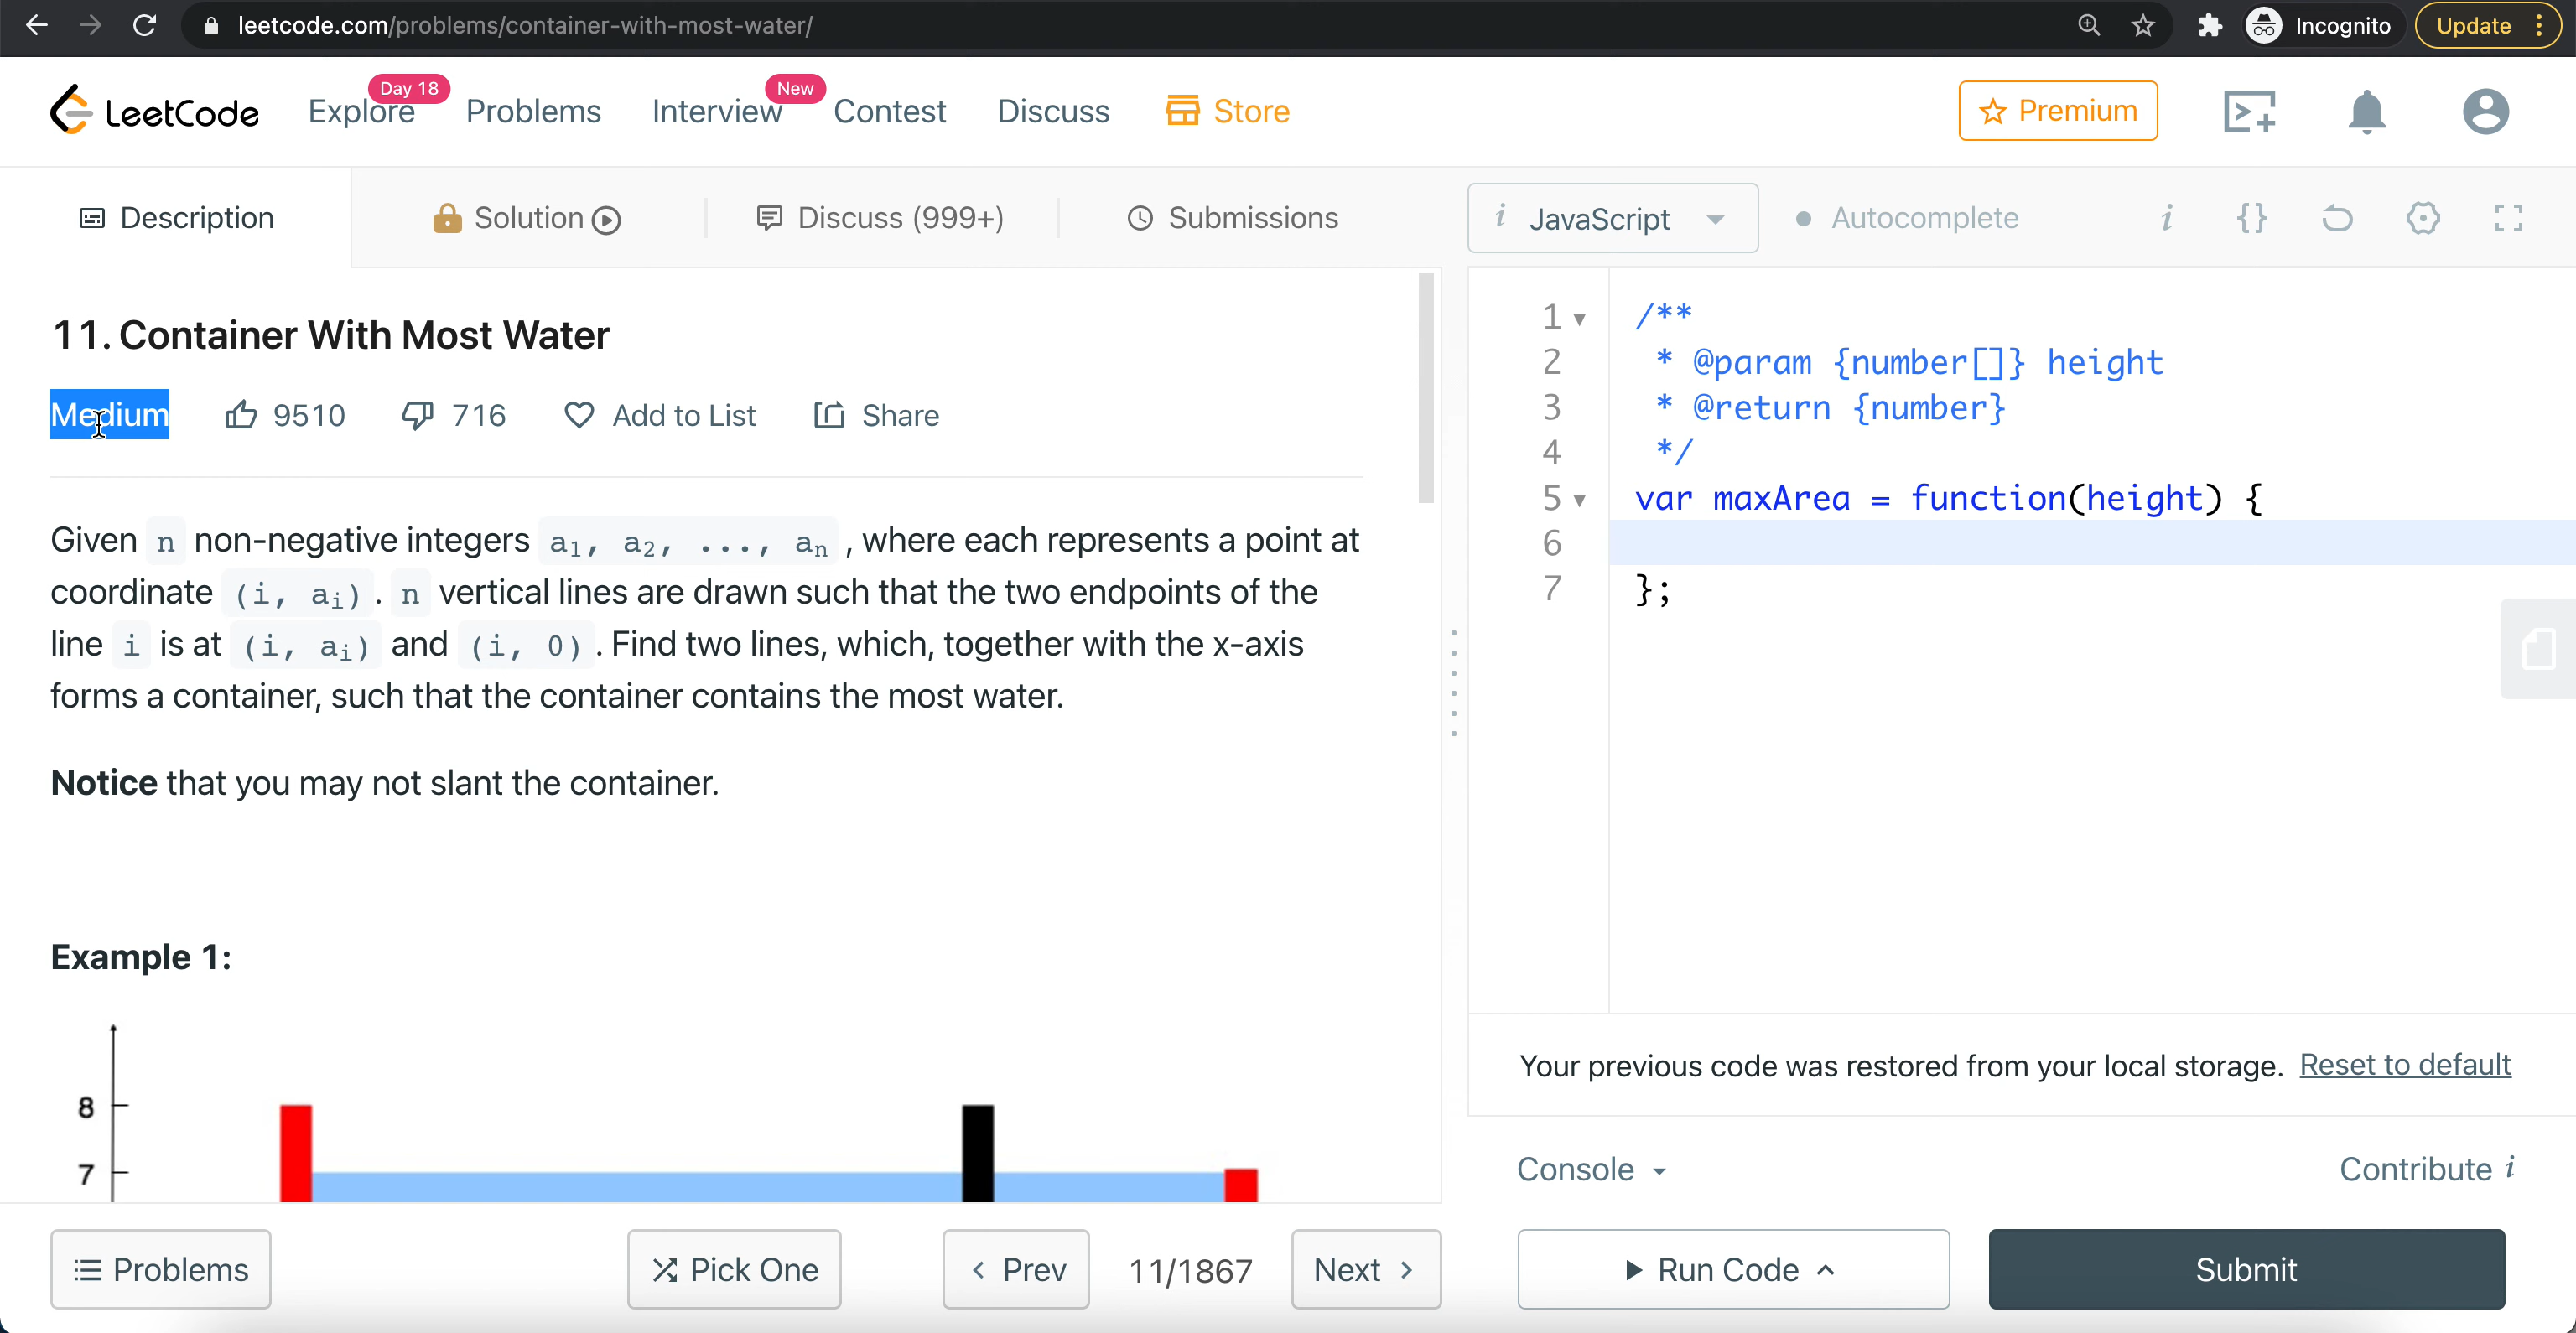 leetcode.com/problems/container-with-most-water/
Incognito
Update
LeetCode
Explore
Day 18
Problems
Interview
New
Contest
Discuss
Store
Premium
Description
Solution
Discuss (999+)
Submissions
i JavaScript
Autocomplete
i {}
11. Container With Most Water
Medium
9510
716
Add to List
Share
Given n non-negative integers a1, a2, ..., an , where each represents a point at
coordinate (i, ai) . n vertical lines are drawn such that the two endpoints of the
line i is at (i, ai) and (i, 0) . Find two lines, which, together with the x-axis
forms a container, such that the container contains the most water.
Notice that you may not slant the container.
Example 1:
8
7
1 /**
2 * @param {number[]} height
3 * @return {number}
4 */
5 var maxArea = function(height) {
6
7 };
Your previous code was restored from your local storage. Reset to default
Console
Contribute i
Problems
Pick One
< Prev
11/1867
Next >
Run Code
Submit